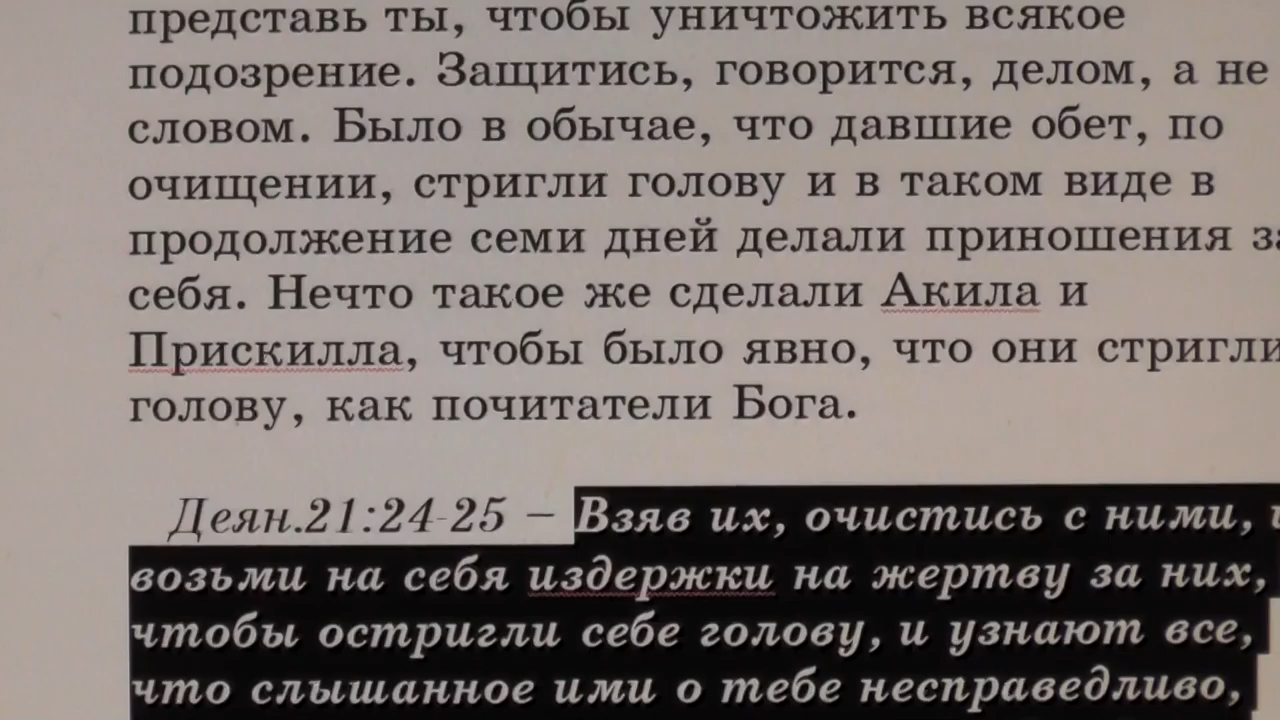 представь ты, чтобы уничтожить всякое
подозрение. Защитись, говорится, делом, а не
словом. Было в обычае, что давшие обет, по
очищении, стригли голову и в таком виде в
продолжение семи дней делали приношения за
себя. Нечто такое же сделали Акила и
Прискилла, чтобы было явно, что они стригли
голову, как почитатели Бога.
Деян.21:24-25 – Взяв их, очистись с ними, и
возьми на себя издержки на жертву за них,
чтобы остригли себе голову, и узнают все,
что слышанное ими о тебе несправедливо,